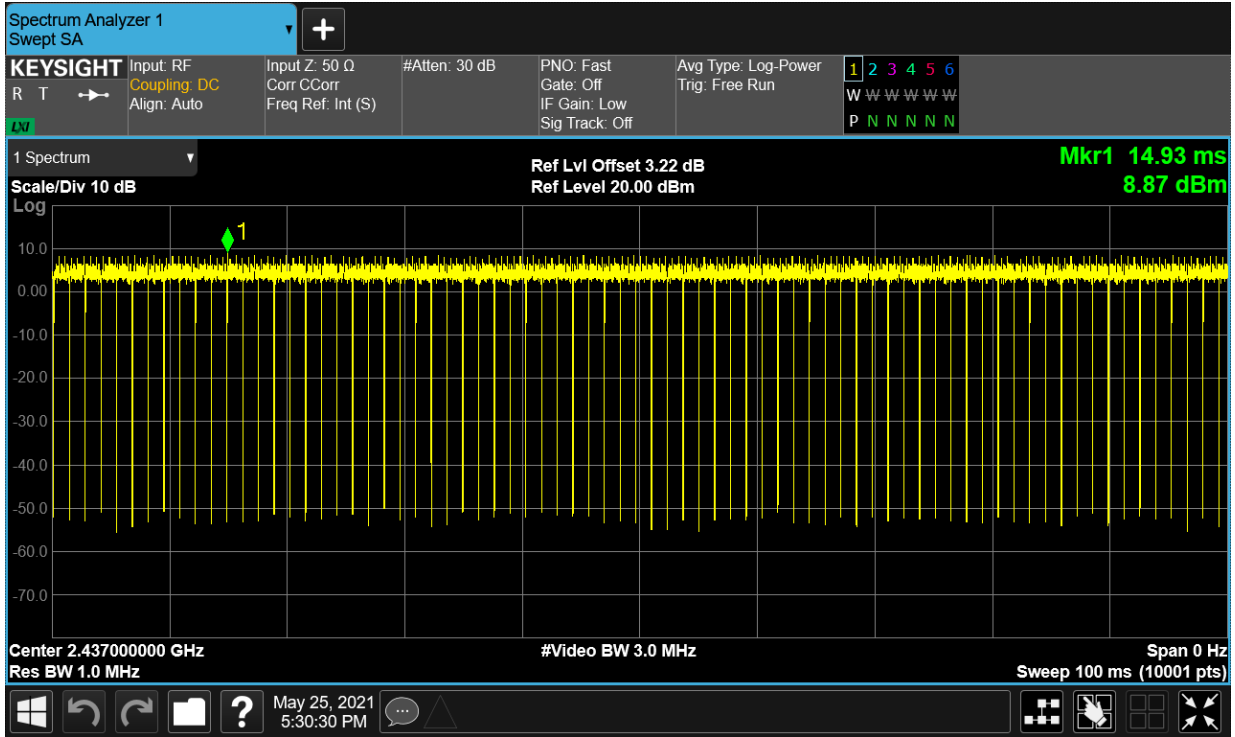 Spectrum Analyzer 1
Swept SA
KEYSIGHT
R T
LXI
Input: RF
Coupling: DC
Align: Auto
Input Z: 50 Ω
Corr CCorr
Freq Ref: Int (S)
#Atten: 30 dB
PNO: Fast
Gate: Off
IF Gain: Low
Sig Track: Off
Avg Type: Log-Power
Trig: Free Run
1 2 3 4 5 6
W W W W W W
P N N N N N
1 Spectrum
Scale/Div 10 dB
Log
Ref Lvl Offset 3.22 dB
Ref Level 20.00 dBm
Mkr1 14.93 ms
8.87 dBm
1
10.0
0.00
-10.0
-20.0
-30.0
-40.0
-50.0
-60.0
-70.0
Center 2.437000000 GHz
Res BW 1.0 MHz
#Video BW 3.0 MHz
Span 0 Hz
Sweep 100 ms (10001 pts)
?
May 25, 2021
5:30:30 PM